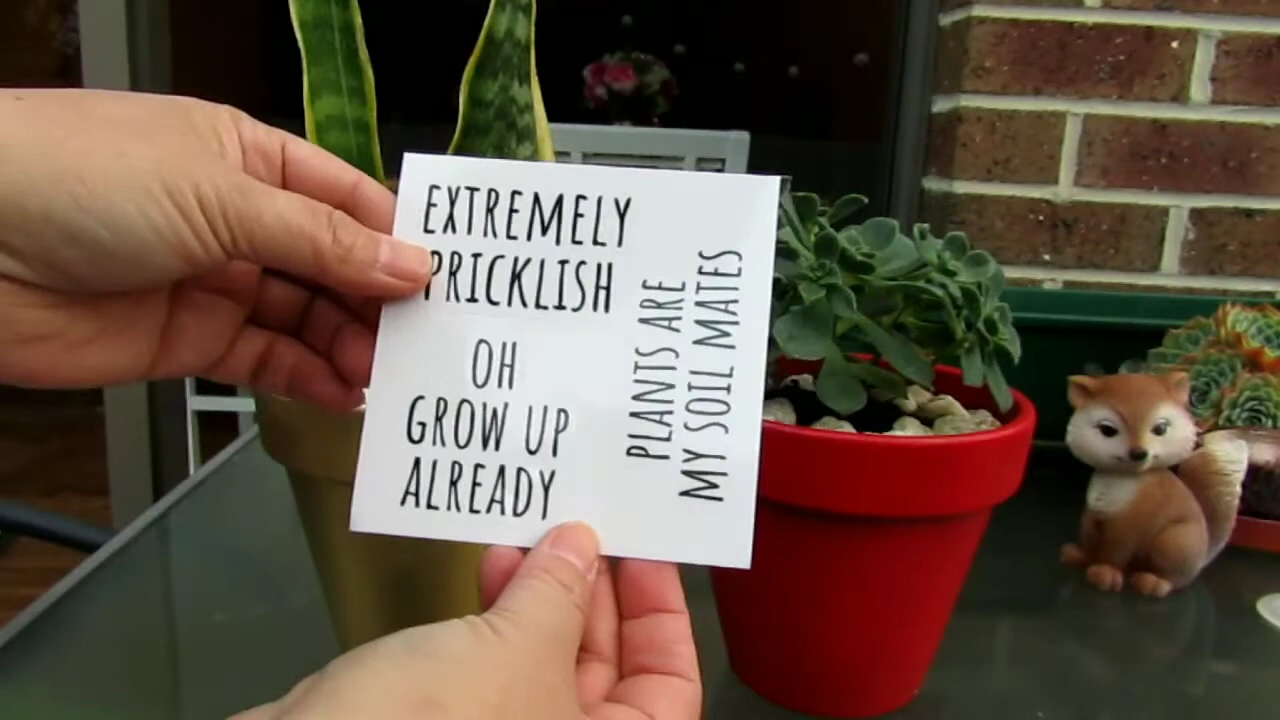 EXTREMELY
PRICKLISH
OH
GROW UP
ALREADY
PLANTS ARE
MY SOIL MATES